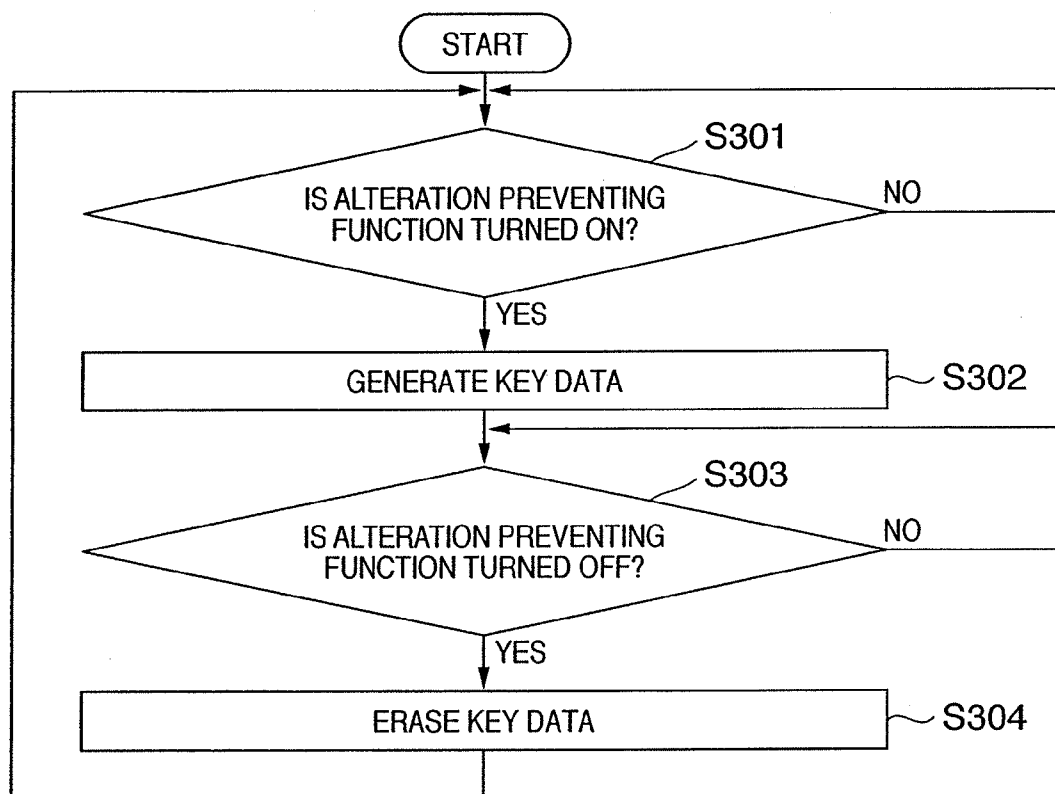 START
S301
IS ALTERATION PREVENTING
FUNCTION TURNED ON?
NO
YES
GENERATE KEY DATA
S302
S303
IS ALTERATION PREVENTING
FUNCTION TURNED OFF?
NO
YES
ERASE KEY DATA
S304